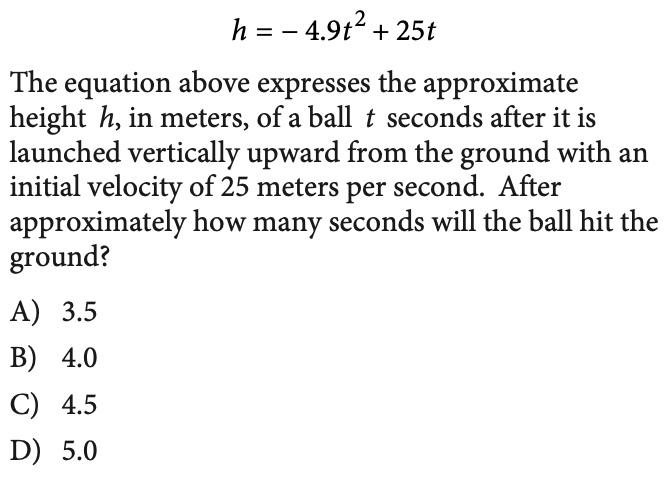 h = − 4.9t² + 25t
The equation above expresses the approximate
height h, in meters, of a ball t seconds after it is
launched vertically upward from the ground with an
initial velocity of 25 meters per second. After
approximately how many seconds will the ball hit the
ground?
A) 3.5
B) 4.0
C) 4.5
D) 5.0